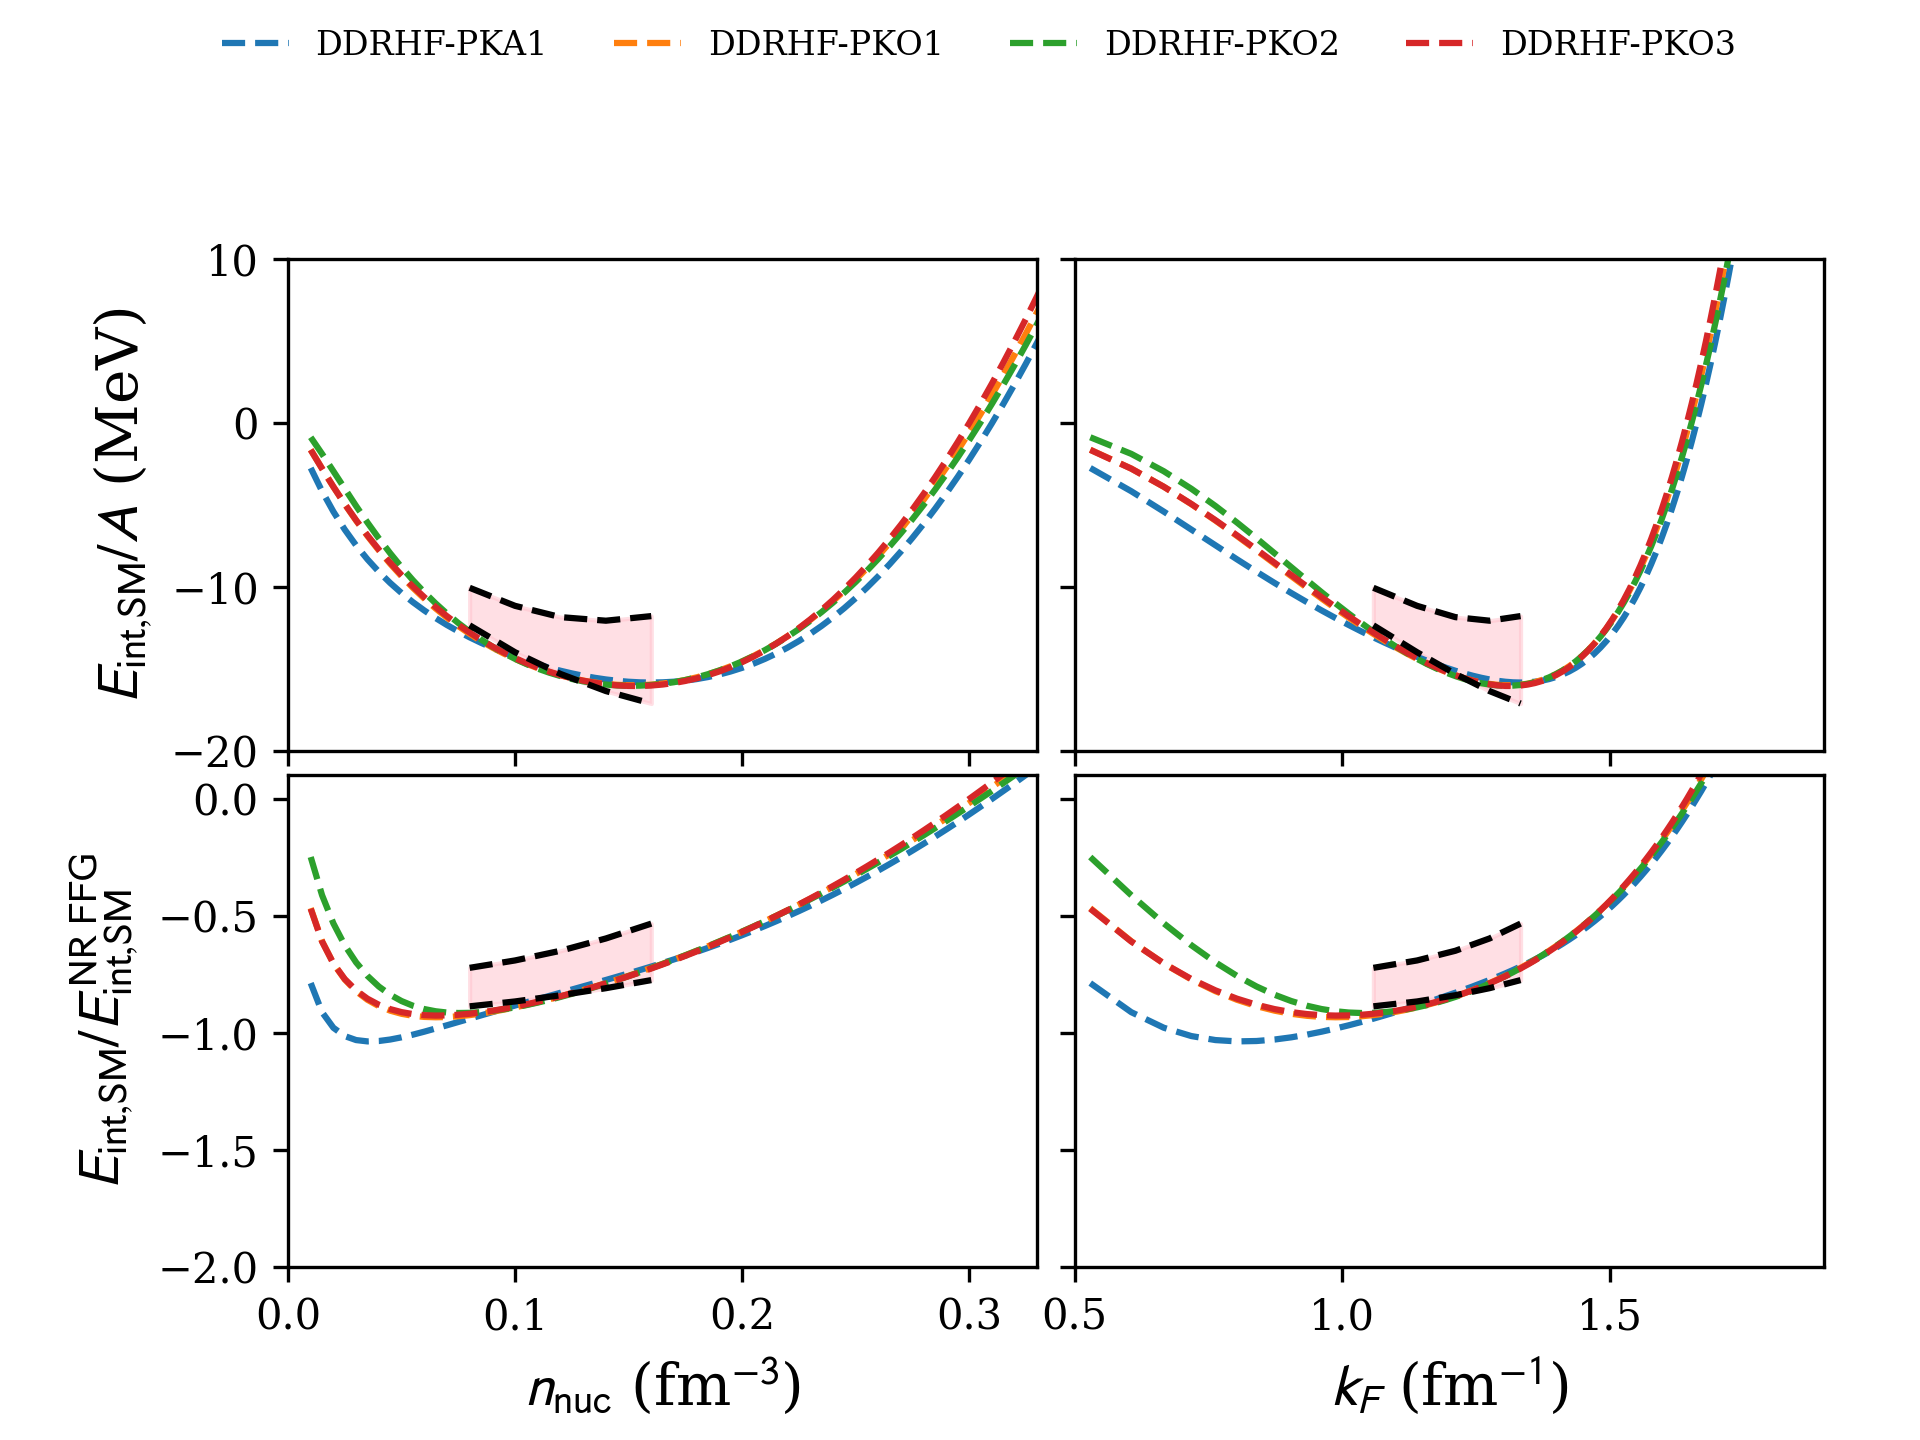 DDRHF-PKA1 DDRHF-PKO1 DDRHF-PKO2 DDRHF-PKO3
10
0
−10
−20
E_int,SM/A (MeV)
0.0
−0.5
−1.0
−1.5
−2.0
E_int,SM/E^NR FFG_int,SM
0.0 0.1 0.2 0.3
0.5 1.0 1.5
n_nuc (fm⁻³)
k_F (fm⁻¹)